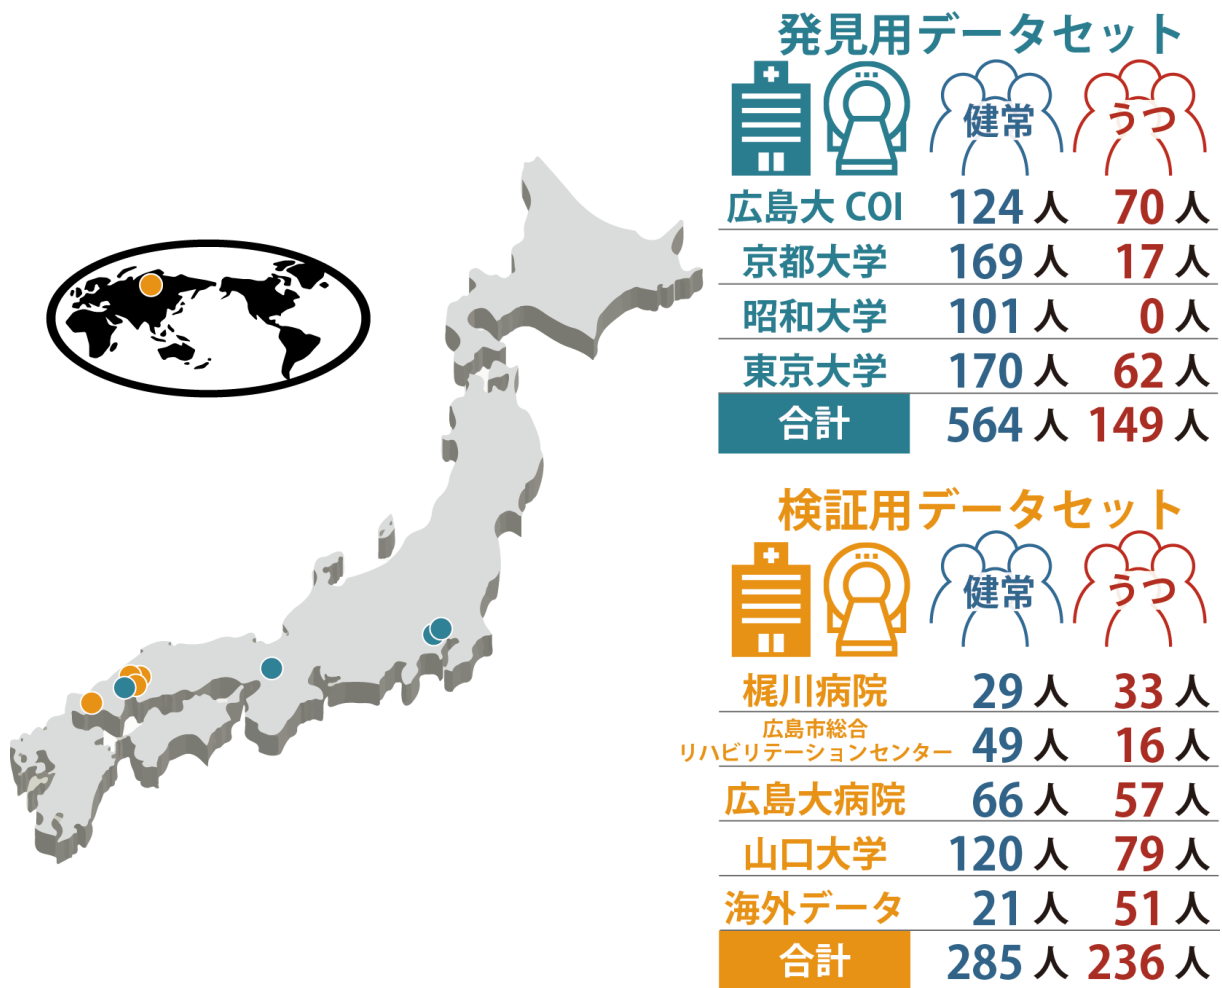 発見用データセット
健常 うつ
広島大 COI 124 人 70 人
京都大学 169 人 17 人
昭和大学 101 人 0 人
東京大学 170 人 62 人
合計 564 人 149 人
検証用データセット
健常 うつ
梶川病院 29 人 33 人
広島市総合
リハビリテーションセンター 49 人 16 人
広島大病院 66 人 57 人
山口大学 120 人 79 人
海外データ 21 人 51 人
合計 285 人 236 人